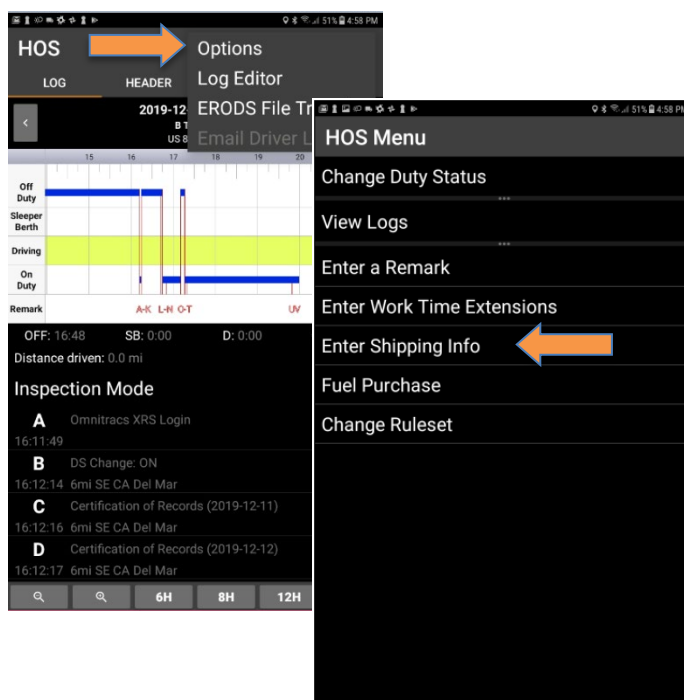 51% 4:58 PM
HOS
Options
LOG
HEADER
Log Editor
2019-12-
ERODS File Tr
B T
US 8
Email Driver L
15 16 17 18 19 20
Off
Duty
Sleeper
Berth
Driving
On
Duty
Remark
A-K L-N O-T UV
OFF: 16:48 SB: 0:00 D: 0:00
Distance driven: 0.0 mi
Inspection Mode
A Omnitracs XRS Login
16:11:49
B DS Change: ON
16:12:14 6mi SE CA Del Mar
C Certification of Records (2019-12-11)
16:12:16 6mi SE CA Del Mar
D Certification of Records (2019-12-12)
16:12:17 6mi SE CA Del Mar
6H 8H 12H
51% 4:58 PM
HOS Menu
Change Duty Status
View Logs
Enter a Remark
Enter Work Time Extensions
Enter Shipping Info
Fuel Purchase
Change Ruleset